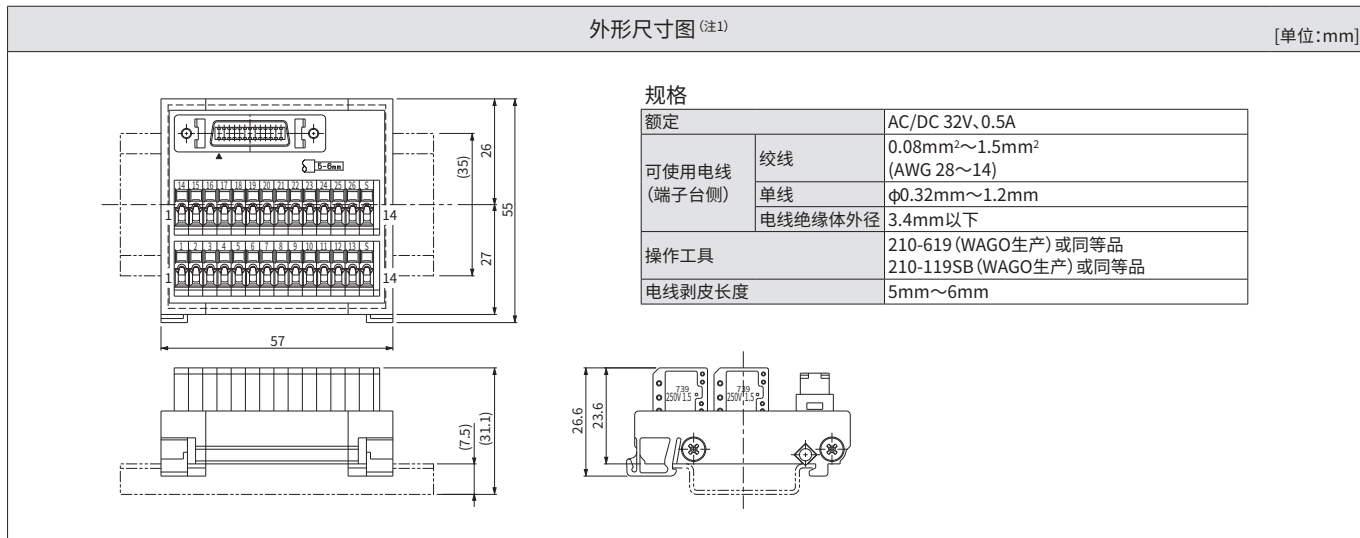 外形尺寸图(注1)
[单位:mm]
5-6mm
14 15 16 17 18 19 20 21 22 23 24 25 26 S
1 14
1 2 3 4 5 6 7 8 9 10 11 12 13 S
1 14
(35)
26
27
55
57
规格
额定 AC/DC 32V、0.5A
可使用电线
(端子台侧)
绞线 0.08mm²～1.5mm²
(AWG 28～14)
单线 φ0.32mm～1.2mm
电线绝缘体外径 3.4mm以下
操作工具 210-619(WAGO生产)或同等品
210-119SB(WAGO生产)或同等品
电线剥皮长度 5mm～6mm
(7.5)
(31.1)
26.6
23.6
739
250V 1.5
739
250V 1.5